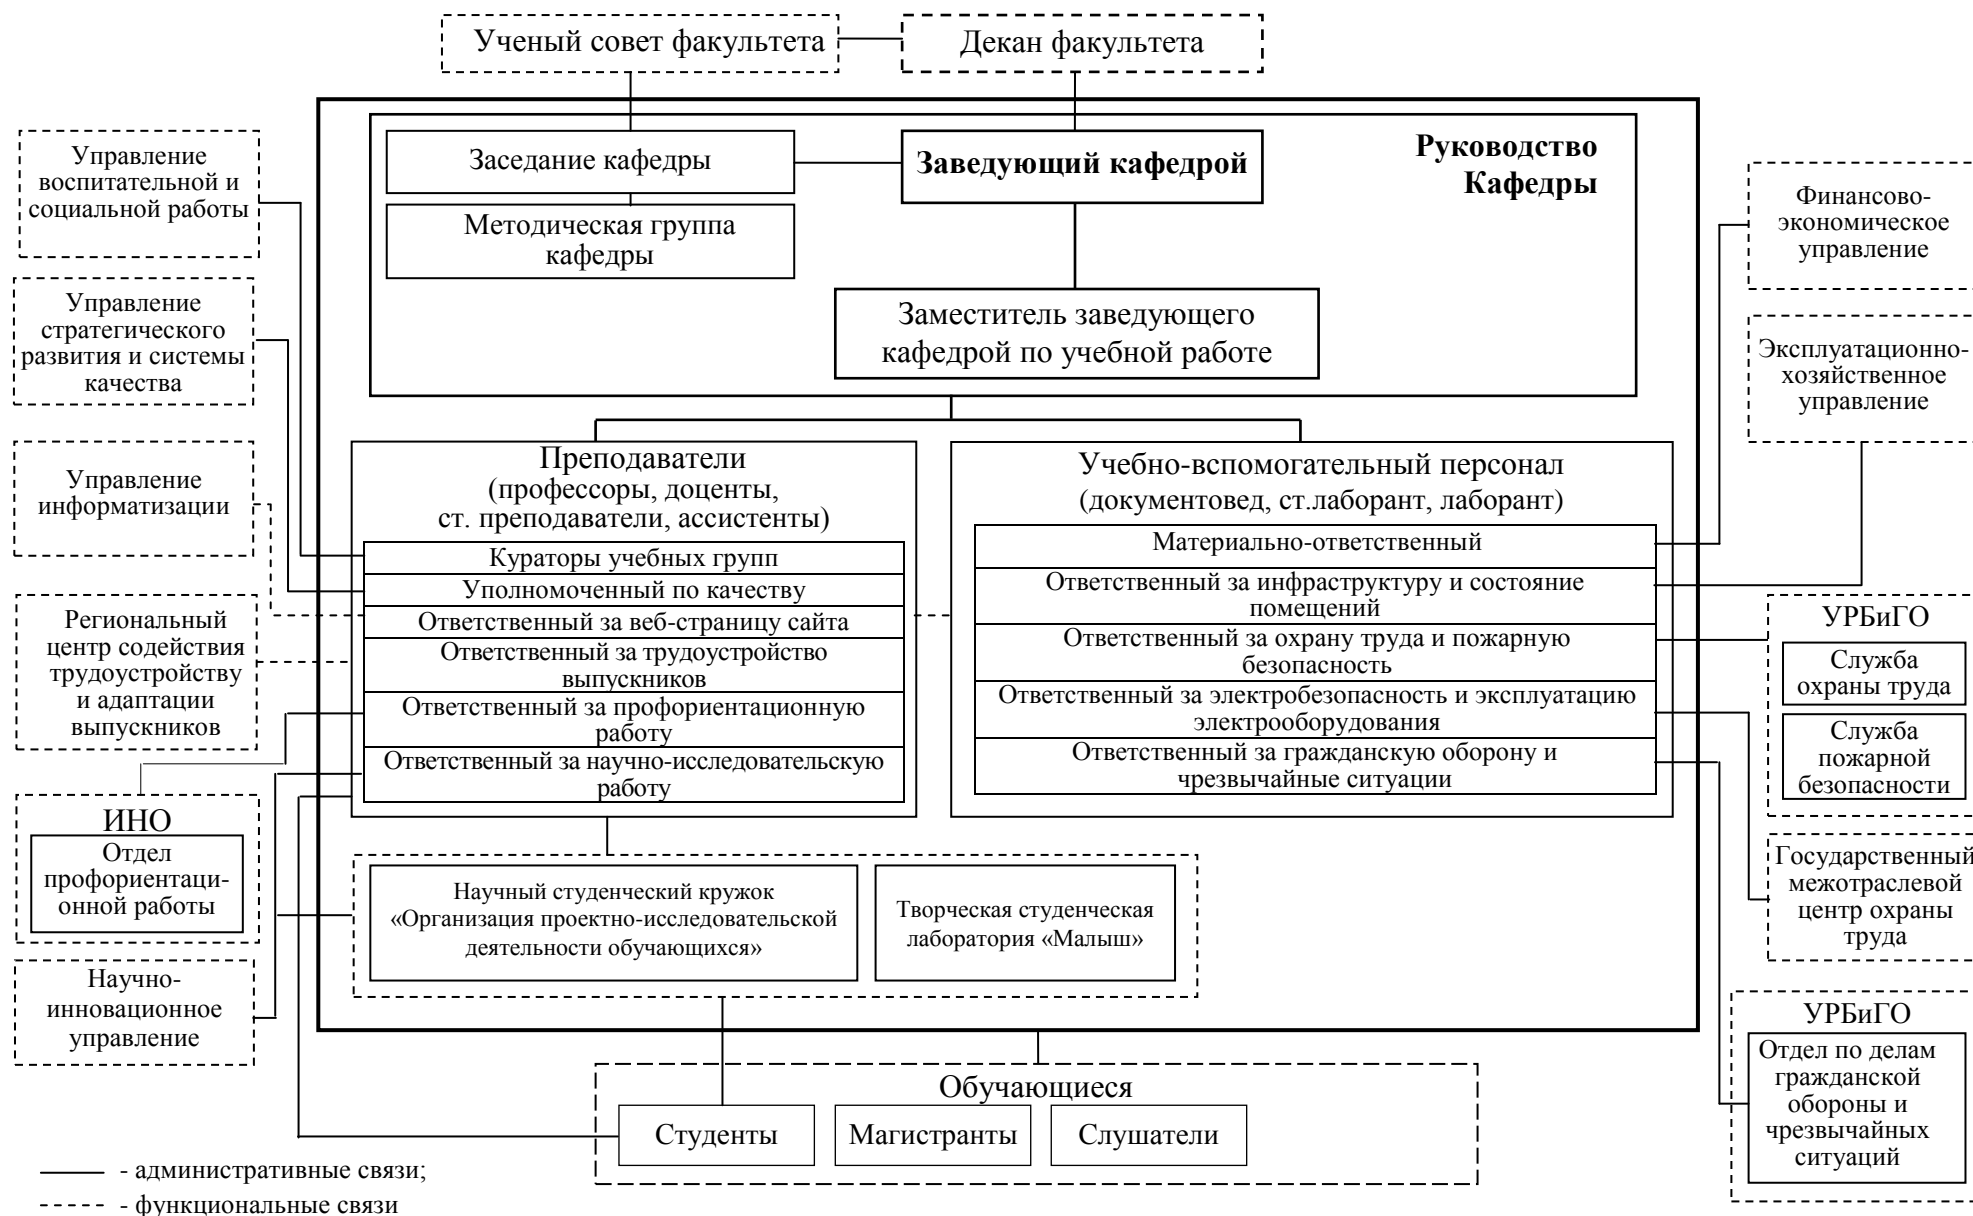 Ученый совет факультета
Декан факультета
Руководство
Кафедры
Заседание кафедры
Заведующий кафедрой
Методическая группа
кафедры
Заместитель заведующего
кафедрой по учебной работе
Управление
воспитательной и
социальной работы
Управление
стратегического
развития и системы
качества
Управление
информатизации
Региональный
центр содействия
трудоустройству
и адаптации
выпускников
ИНО
Отдел
профориентаци-
онной работы
Научно-
инновационное
управление
Преподаватели
(профессоры, доценты,
ст. преподаватели, ассистенты)
Кураторы учебных групп
Уполномоченный по качеству
Ответственный за веб-страницу сайта
Ответственный за трудоустройство
выпускников
Ответственный за профориентационную
работу
Ответственный за научно-исследовательскую
работу
Учебно-вспомогательный персонал
(документовед, ст.лаборант, лаборант)
Материально-ответственный
Ответственный за инфраструктуру и состояние
помещений
Ответственный за охрану труда и пожарную
безопасность
Ответственный за электробезопасность и эксплуатацию
электрооборудования
Ответственный за гражданскую оборону и
чрезвычайные ситуации
Финансово-
экономическое
управление
Эксплуатационно-
хозяйственное
управление
УРБиГО
Служба
охраны труда
Служба
пожарной
безопасности
Государственный
межотраслевой
центр охраны
труда
УРБиГО
Отдел по делам
гражданской
обороны и
чрезвычайных
ситуаций
Научный студенческий кружок
«Организация проектно-исследовательской
деятельности обучающихся»
Творческая студенческая
лаборатория «Малыш»
Обучающиеся
Студенты
Магистранты
Слушатели
- административные связи;
- функциональные связи